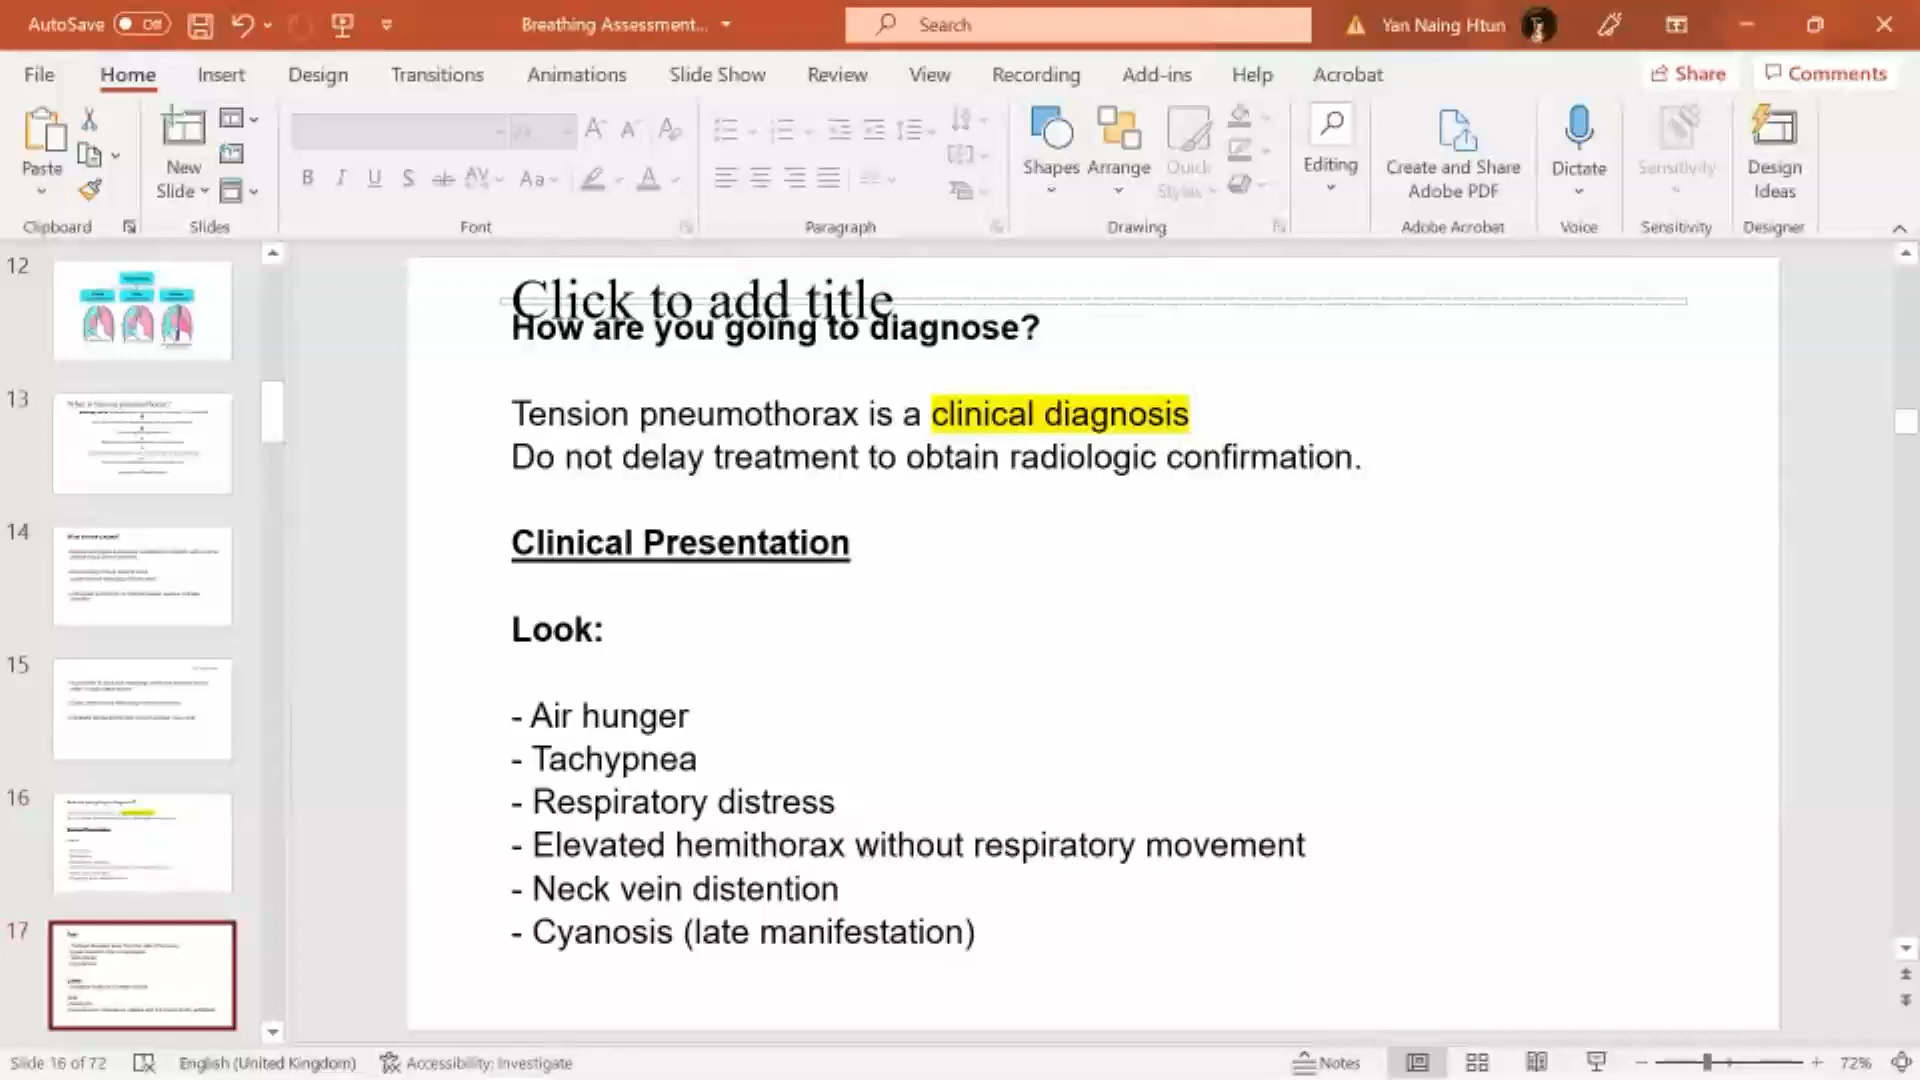 AutoSave Off Breathing Assessment... Search Yan Naing Htun
File Home Insert Design Transitions Animations Slide Show Review View Recording Add-ins Help Acrobat Share Comments
Paste New Slide Shapes Arrange Quick Styles Editing Create and Share Adobe PDF Dictate Sensitivity Design Ideas
Clipboard Slides Font Paragraph Drawing Adobe Acrobat Voice Sensitivity Designer
12
13
14
15
16
17
Click to add title
How are you going to diagnose?
Tension pneumothorax is a clinical diagnosis
Do not delay treatment to obtain radiologic confirmation.
Clinical Presentation
Look:
- Air hunger
- Tachypnea
- Respiratory distress
- Elevated hemithorax without respiratory movement
- Neck vein distention
- Cyanosis (late manifestation)
Slide 16 of 72 English (United Kingdom) Accessibility: Investigate Notes 72%